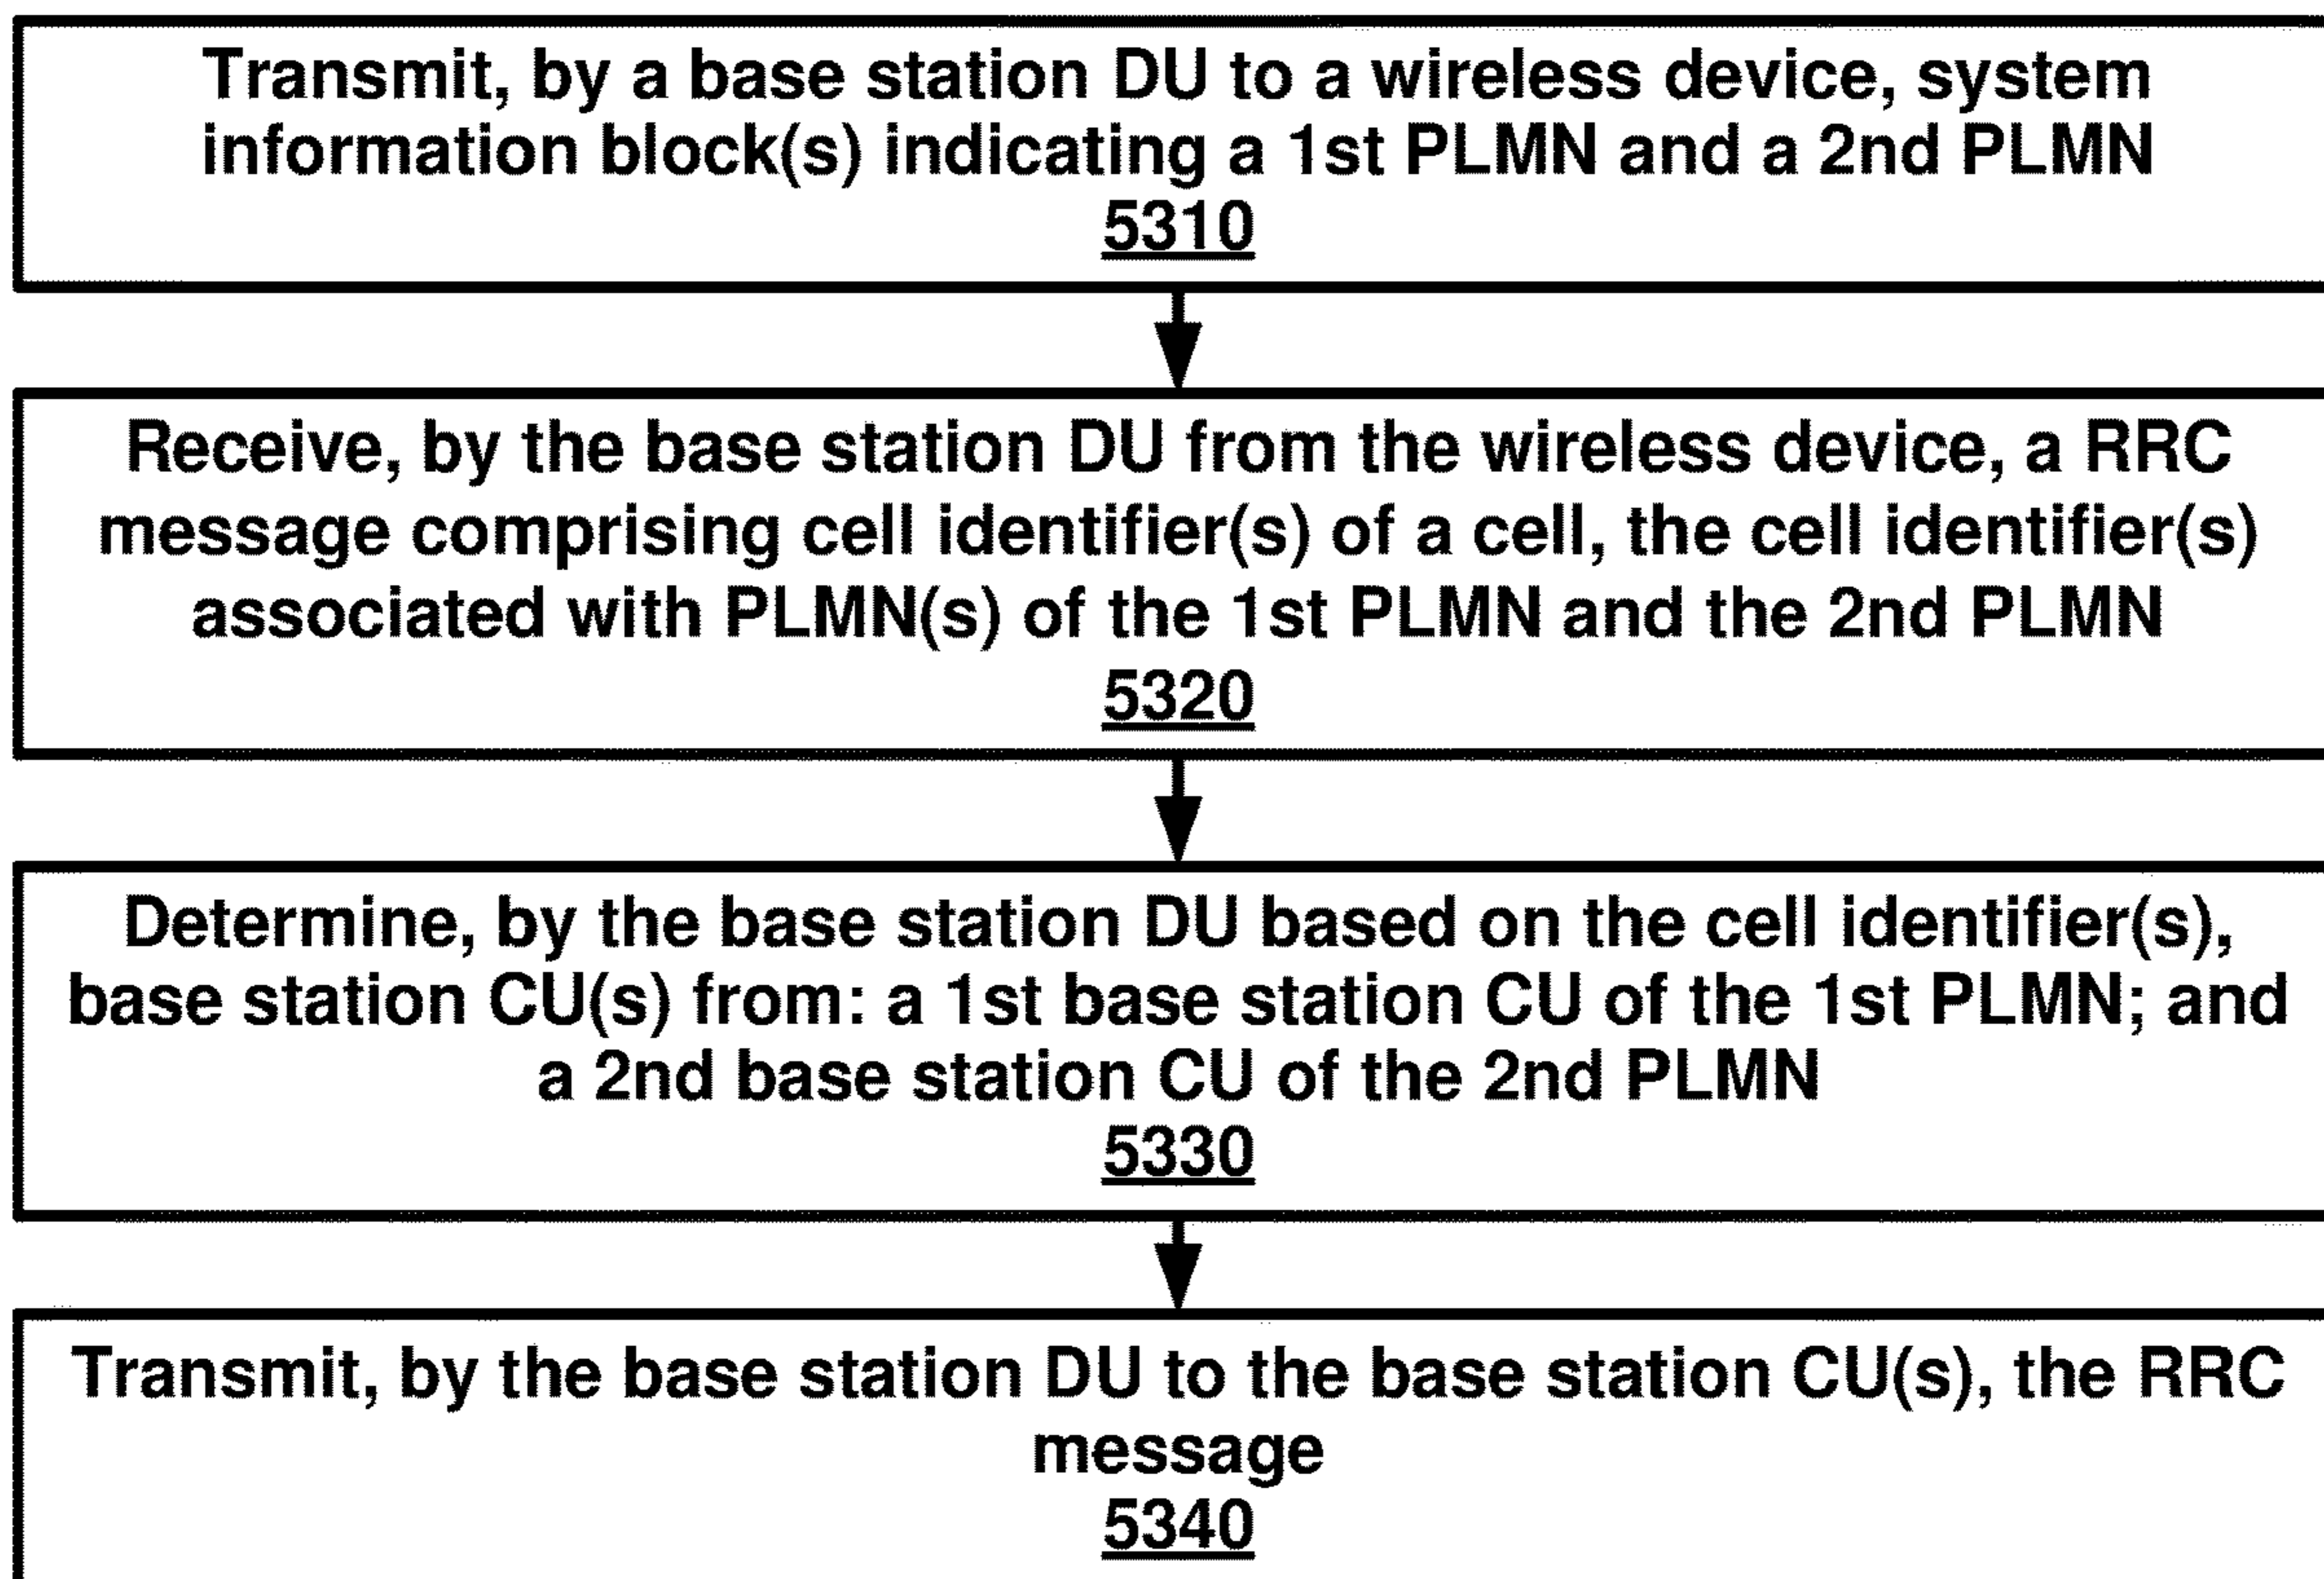 Transmit, by a base station DU to a wireless device, system
information block(s) indicating a 1st PLMN and a 2nd PLMN
5310
Receive, by the base station DU from the wireless device, a RRC
message comprising cell identifier(s) of a cell, the cell identifier(s)
associated with PLMN(s) of the 1st PLMN and the 2nd PLMN
5320
Determine, by the base station DU based on the cell identifier(s),
base station CU(s) from: a 1st base station CU of the 1st PLMN; and
a 2nd base station CU of the 2nd PLMN
5330
Transmit, by the base station DU to the base station CU(s), the RRC
message
5340